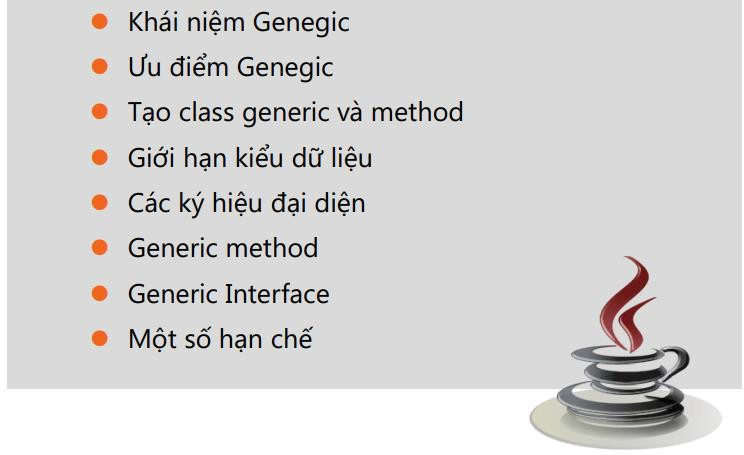 Khái niệm Genegic
Ưu điểm Genegic
Tạo class generic và method
Giới hạn kiểu dữ liệu
Các ký hiệu đại diện
Generic method
Generic Interface
Một số hạn chế